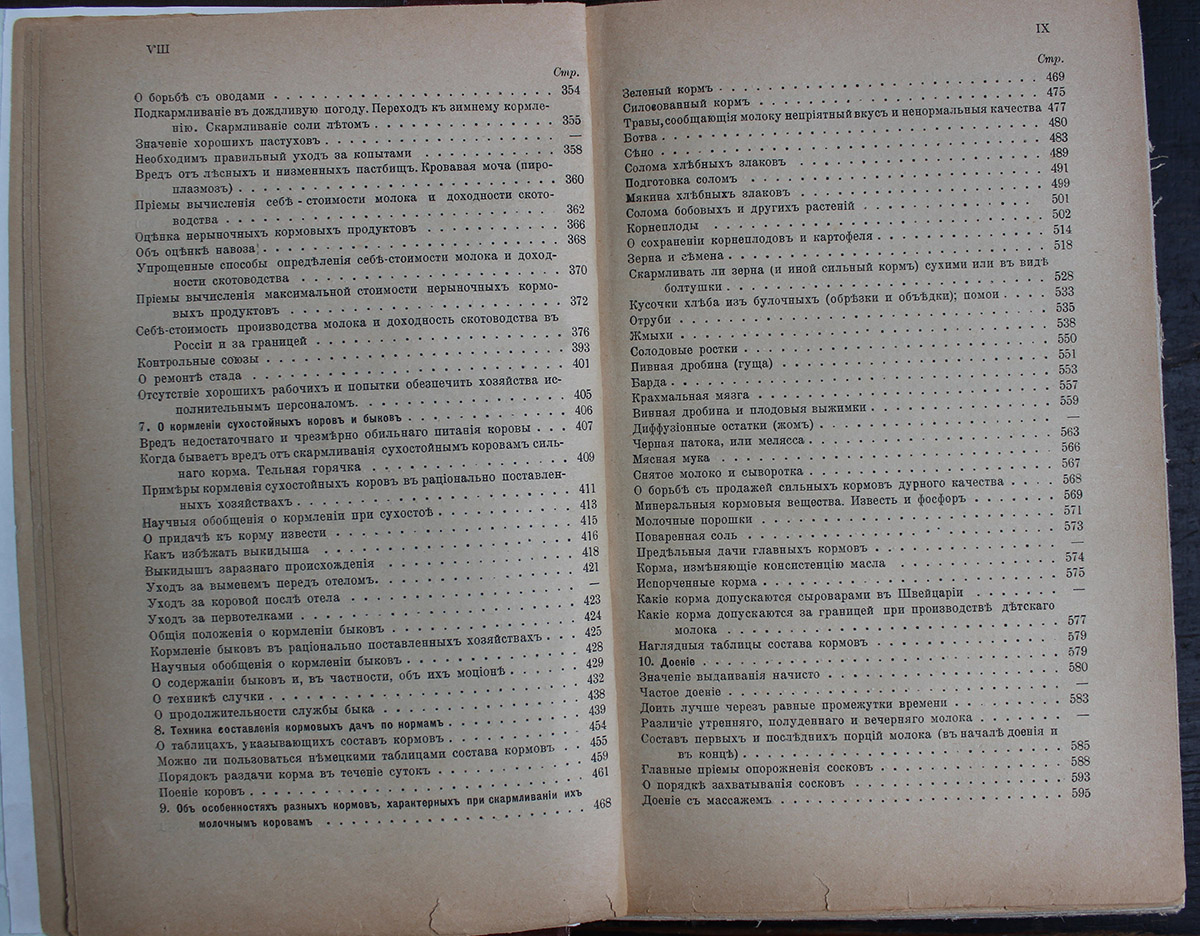 VIII
Стр.
О борьбѣ съ оводами 354
Подкармливаніе въ дождливую погоду. Переходъ къ зимнему кормле-
нію. Скармливаніе соли лѣтомъ 355
Значеніе хорошихъ пастуховъ —
Необходимъ правильный уходъ за копытами 358
Вредъ отъ лѣсныхъ и низменныхъ пастбищъ. Кровавая моча (пиро-
плазмозъ) 360
Пріемы вычисленія себѣ-стоимости молока и доходности ското-
водства 362
Оцѣнка нерыночныхъ кормовыхъ продуктовъ 366
Объ оцѣнкѣ навоза 368
Упрощенные способы опредѣленія себѣ-стоимости молока и доход-
ности скотоводства 370
Пріемы вычисленія максимальной стоимости нерыночныхъ кормо-
выхъ продуктовъ 372
Себѣ-стоимость производства молока и доходность скотоводства въ
Россіи и за границей 376
Контрольные союзы 393
О ремонтѣ стада 401
Отсутствіе хорошихъ рабочихъ и попытки обезпечить хозяйства ис-
полнительнымъ персоналомъ. 405
7. О кормленіи сухостойныхъ коровъ и быковъ 406
Вредъ недостаточнаго и чрезмѣрно обильнаго питанія коровы 407
Когда бываетъ вредъ отъ скармливанія сухостойнымъ коровамъ силь-
наго корма. Тельная горячка 409
Примѣры кормленія сухостойныхъ коровъ въ раціонально поставлен-
ныхъ хозяйствахъ 411
Научныя обобщенія о кормленіи при сухостоѣ 413
О придачѣ къ корму извести 415
Какъ избѣжать выкидыша 416
Выкидышъ заразнаго происхожденія 418
Уходъ за выменемъ передъ отеломъ. 421
Уходъ за коровой послѣ отела —
Уходъ за первотелками 423
Общія положенія о кормленіи быковъ 424
Кормленіе быковъ въ раціонально поставленныхъ хозяйствахъ 425
Научныя обобщенія о кормленіи быковъ 428
О содержаніи быковъ и, въ частности, объ ихъ моціонѣ 429
О техникѣ случки 432
О продолжительности службы быка 438
8. Техника составленія кормовыхъ дачъ по нормамъ 439
О таблицахъ, указывающихъ составъ кормовъ 454
Можно ли пользоваться нѣмецкими таблицами состава кормовъ 455
Порядокъ раздачи корма въ теченіе сутокъ 459
Поеніе коровъ 461
9. Объ особенностяхъ разныхъ кормовъ, характерныхъ при скармливаніи ихъ
молочнымъ коровамъ 468
IX
Стр.
Зеленый кормъ 469
Силосованный кормъ 475
Травы, сообщающія молоку непріятный вкусъ и ненормальныя качества 477
Ботва 480
Сѣно 483
Солома хлѣбныхъ злаковъ 489
Подготовка соломъ 491
Мякина хлѣбныхъ злаковъ 499
Солома бобовыхъ и другихъ растеній 501
Корнеплоды 502
О сохраненіи корнеплодовъ и картофеля 514
Зерна и сѣмена 518
Скармливать ли зерна (и иной сильный кормъ) сухими или въ видѣ
болтушки 528
Кусочки хлѣба изъ булочныхъ (обрѣзки и объѣдки); помои 533
Отруби 535
Жмыхи 538
Солодовые ростки 550
Пивная дробина (гуща) 551
Барда 553
Крахмальная мязга 557
Винная дробина и плодовыя выжимки 559
Диффузіонные остатки (жомъ) —
Черная патока, или мелясса 563
Мясная мука 566
Снятое молоко и сыворотка 567
О борьбѣ съ продажей сильныхъ кормовъ дурного качества 568
Минеральныя кормовыя вещества. Известь и фосфоръ 569
Молочные порошки 571
Поваренная соль 573
Предѣльныя дачи главныхъ кормовъ —
Корма, измѣняющіе консистенцію масла 574
Испорченные корма 575
Какіе корма допускаются сыроварами въ Швейцаріи —
Какіе корма допускаются за границей при производствѣ дѣтскаго
молока 577
Наглядныя таблицы состава кормовъ 579
10. Доеніе 579
Значеніе выдаиванія начисто 580
Частое доеніе —
Доить лучше черезъ равные промежутки времени 583
Различіе утренняго, полуденнаго и вечерняго молока —
Составъ первыхъ и послѣднихъ порцій молока (въ началѣ доенія и
въ концѣ) 585
Главные пріемы опорожненія сосковъ 588
О порядкѣ захватыванія сосковъ 593
Доеніе съ массажемъ 595